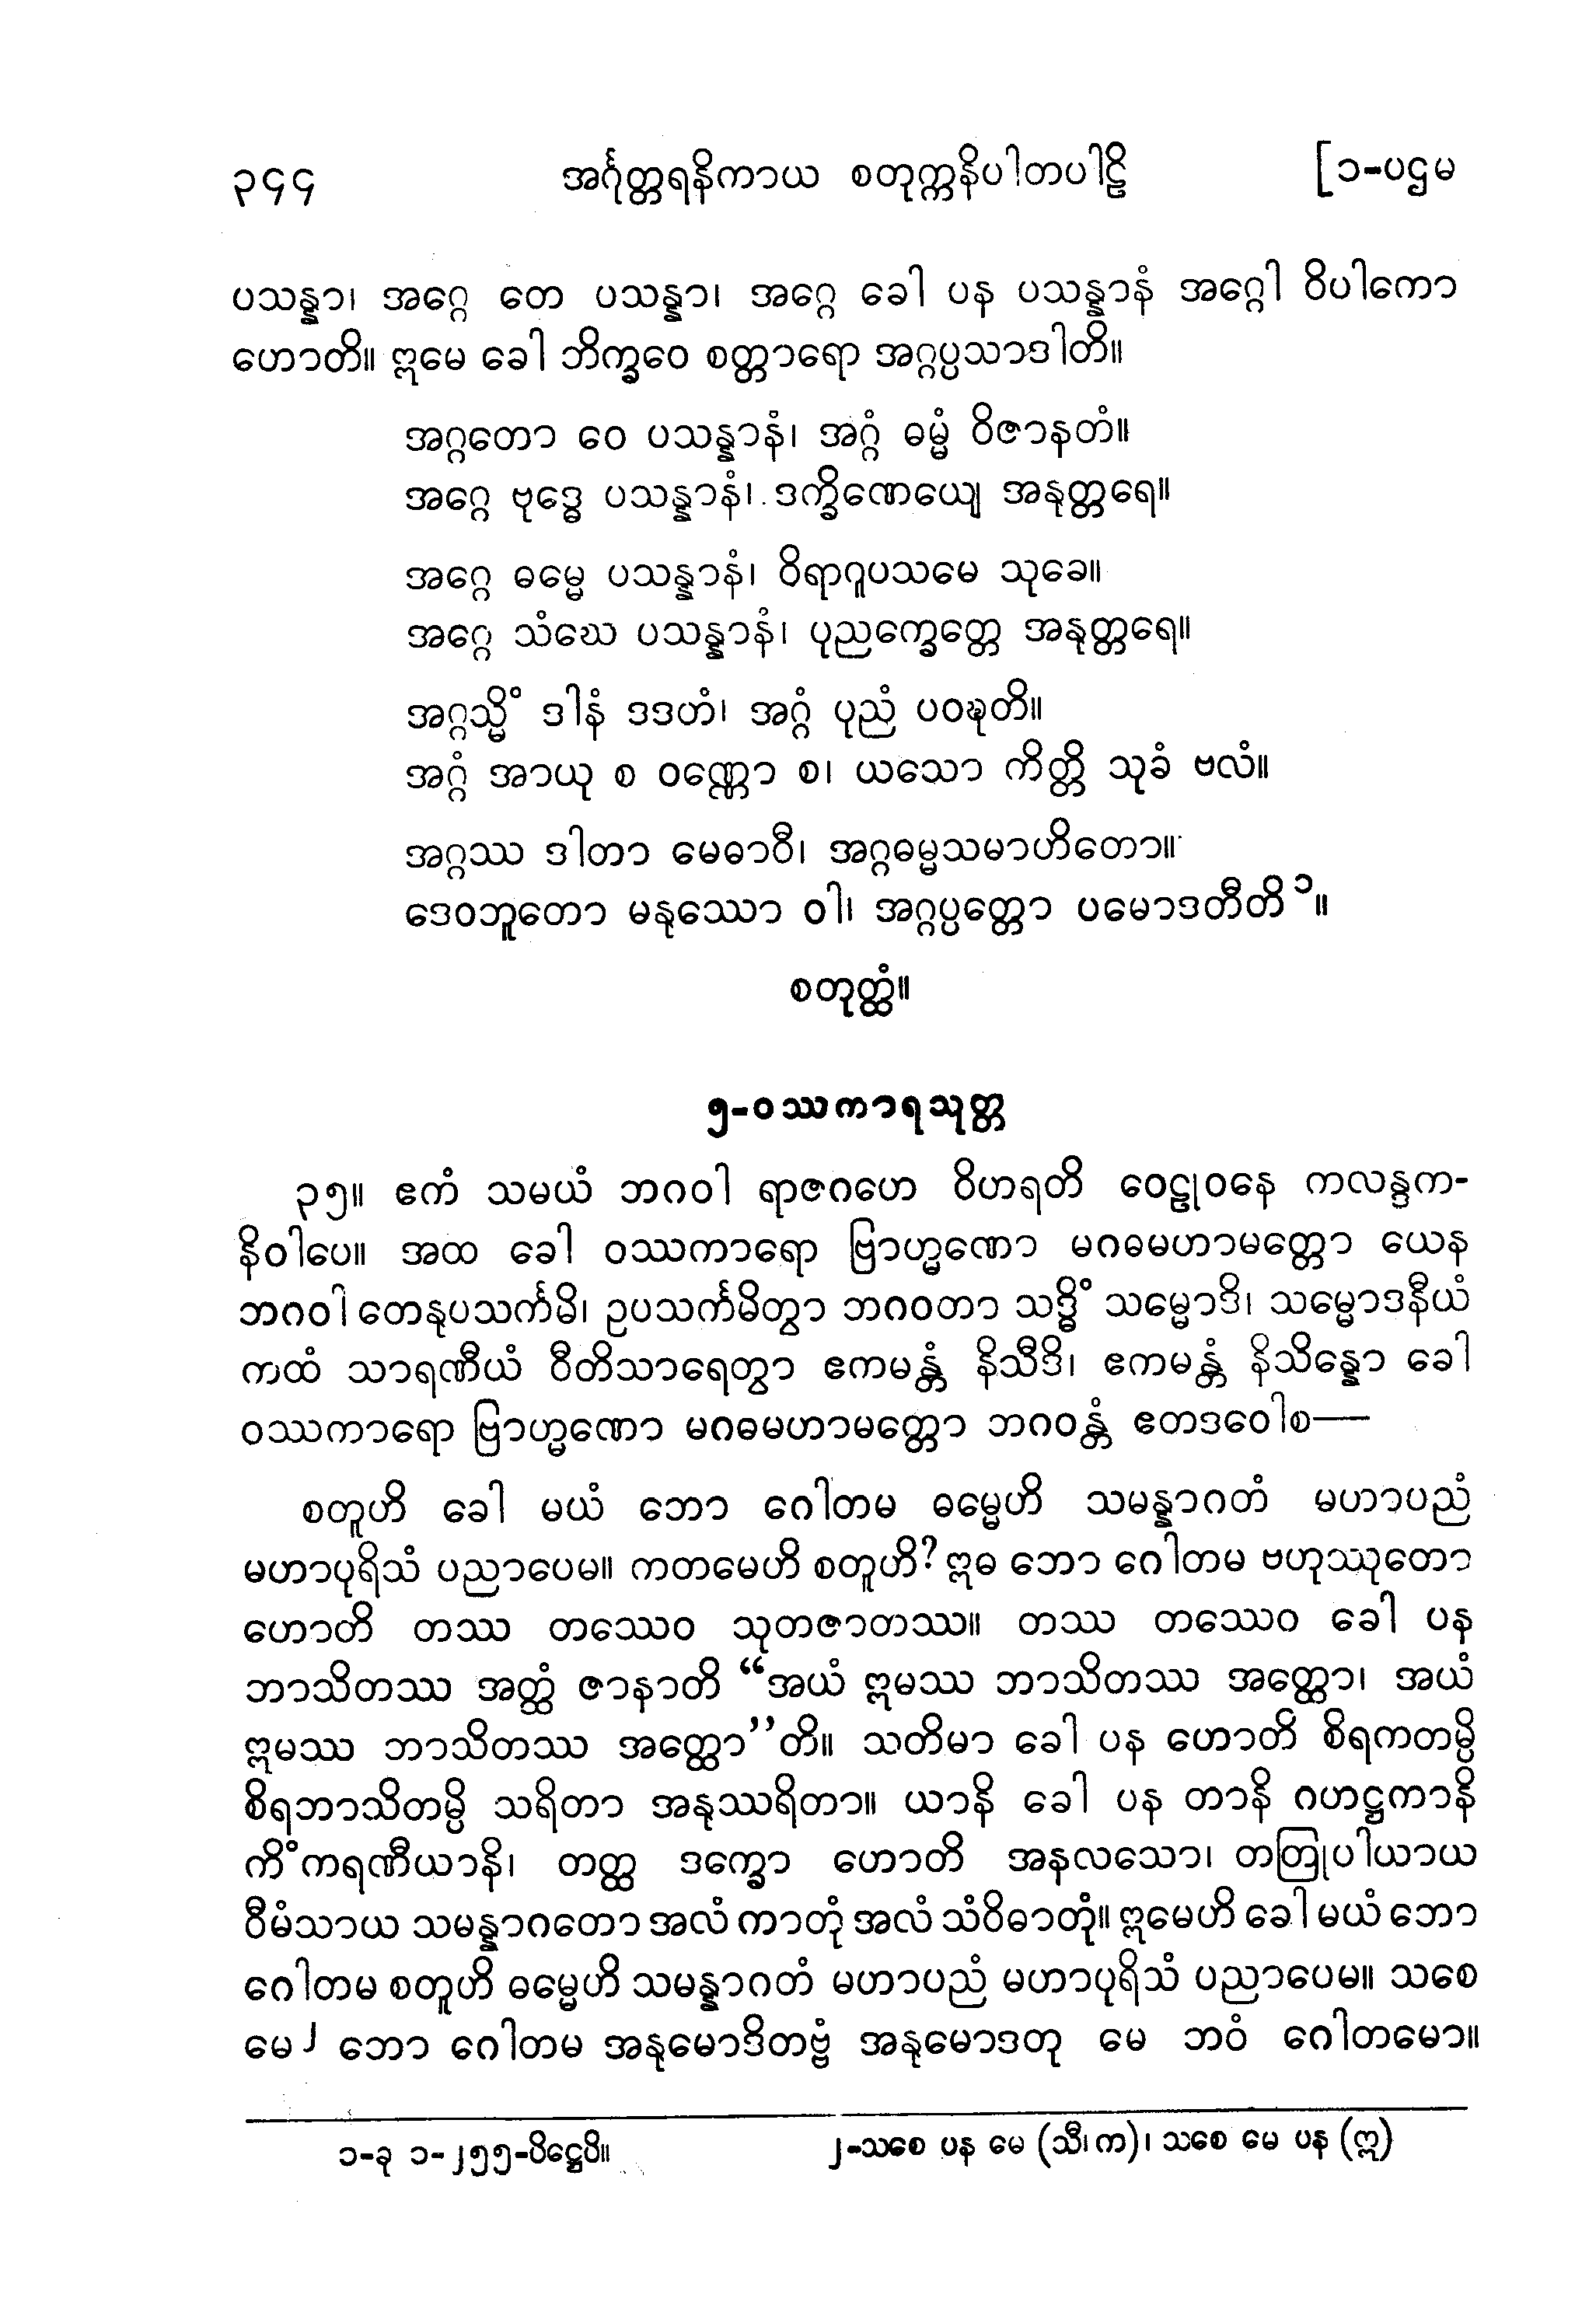 ၃၄၄ အင်္ဂုတ္တရနိကာယ စတုက္ကနိပါတပါဠိ [၁-ပဌမ
ပသန္နာ၊ အဂ္ဂေ တေ ပသန္နာ၊ အဂ္ဂေ ခေါ ပန ပသန္နာနံ အဂ္ဂေါ ဝိပါကော
ဟောတိ။ ဣမေ ခေါ ဘိက္ခဝေ စတ္တာရော အဂ္ဂပ္ပသာဒါတိ။
အဂ္ဂတော ဝေ ပသန္နာနံ၊ အဂ္ဂံ ဓမ္မံ ဝိဇာနတံ။
အဂ္ဂေ ဗုဒ္ဓေ ပသန္နာနံ၊ ဒက္ခိဏေယျေ အနုတ္တရေ။
အဂ္ဂေ ဓမ္မေ ပသန္နာနံ၊ ဝိရာဂူပသမေ သုခေ။
အဂ္ဂေ သံဃေ ပသန္နာနံ၊ ပုညက္ခေတ္တေ အနုတ္တရေ။
အဂ္ဂသ္မိံ ဒါနံ ဒဒဟံ၊ အဂ္ဂံ ပုညံ ပဝဍ္ဎတိ။
အဂ္ဂံ အာယု စ ဝဏ္ဏော စ၊ ယသော ကိတ္တိ သုခံ ဗလံ။
အဂ္ဂဿ ဒါတာ မေဓာဝီ၊ အဂ္ဂဓမ္မသမာဟိတော။
ဒေဝဘူတော မနုဿော ဝါ၊ အဂ္ဂပ္ပတ္တော ပမောဒတီတိ ၁။
စတုတ္ထံ။
၅-ဝဿကာရသုတ္တ
၃၅။ ဧကံ သမယံ ဘဂဝါ ရာဇဂဟေ ဝိဟရတိ ဝေဠုဝနေ ကလန္ဒက-
နိဝါပေ။ အထ ခေါ ဝဿကာရော ဗြာဟ္မဏော မဂဓမဟာမတ္တော ယေန
ဘဂဝါ တေနုပသင်္ကမိ၊ ဥပသင်္ကမိတွာ ဘဂဝတာ သဒ္ဓိံ သမ္မောဒိ၊ သမ္မောဒနီယံ
ကထံ သာရဏီယံ ဝီတိသာရေတွာ ဧကမန္တံ နိသီဒိ၊ ဧကမန္တံ နိသိန္နော ခေါ
ဝဿကာရော ဗြာဟ္မဏော မဂဓမဟာမတ္တော ဘဂဝန္တံ ဧတဒဝေါစ—
စတူဟိ ခေါ မယံ ဘော ဂေါတမ ဓမ္မေဟိ သမန္နာဂတံ မဟာပညံ
မဟာပုရိသံ ပညာပေမ။ ကတမေဟိ စတူဟိ? ဣဓ ဘော ဂေါတမ ဗဟုဿုတော
ဟောတိ တဿ တဿေဝ သုတဇာတဿ။ တဿ တဿေဝ ခေါ ပန
ဘာသိတဿ အတ္ထံ ဇာနာတိ “အယံ ဣမဿ ဘာသိတဿ အတ္ထော၊ အယံ
ဣမဿ ဘာသိတဿ အတ္ထော”တိ။ သတိမာ ခေါ ပန ဟောတိ စိရကတမ္ပိ
စိရဘာသိတမ္ပိ သရိတာ အနုဿရိတာ။ ယာနိ ခေါ ပန တာနိ ဂဟဋ္ဌကာနိ
ကိံကရဏီယာနိ၊ တတ္ထ ဒက္ခော ဟောတိ အနလသော၊ တတြုပါယာယ
ဝီမံသာယ သမန္နာဂတော အလံ ကာတုံ အလံ သံဝိဓာတုံ။ ဣမေဟိ ခေါ မယံ ဘော
ဂေါတမ စတူဟိ ဓမ္မေဟိ သမန္နာဂတံ မဟာပညံ မဟာပုရိသံ ပညာပေမ။ သစေ
မေ ၂ ဘော ဂေါတမ အနုမောဒိတဗ္ဗံ အနုမောဒတု မေ ဘဝံ ဂေါတမော။
၁-ခု ၁-၂၅၅-ပိဋ္ဌေပိ။ ၂-သစေ ပန မေ (သီ၊ က)၊ သစေ မေ ပန (ဣ)